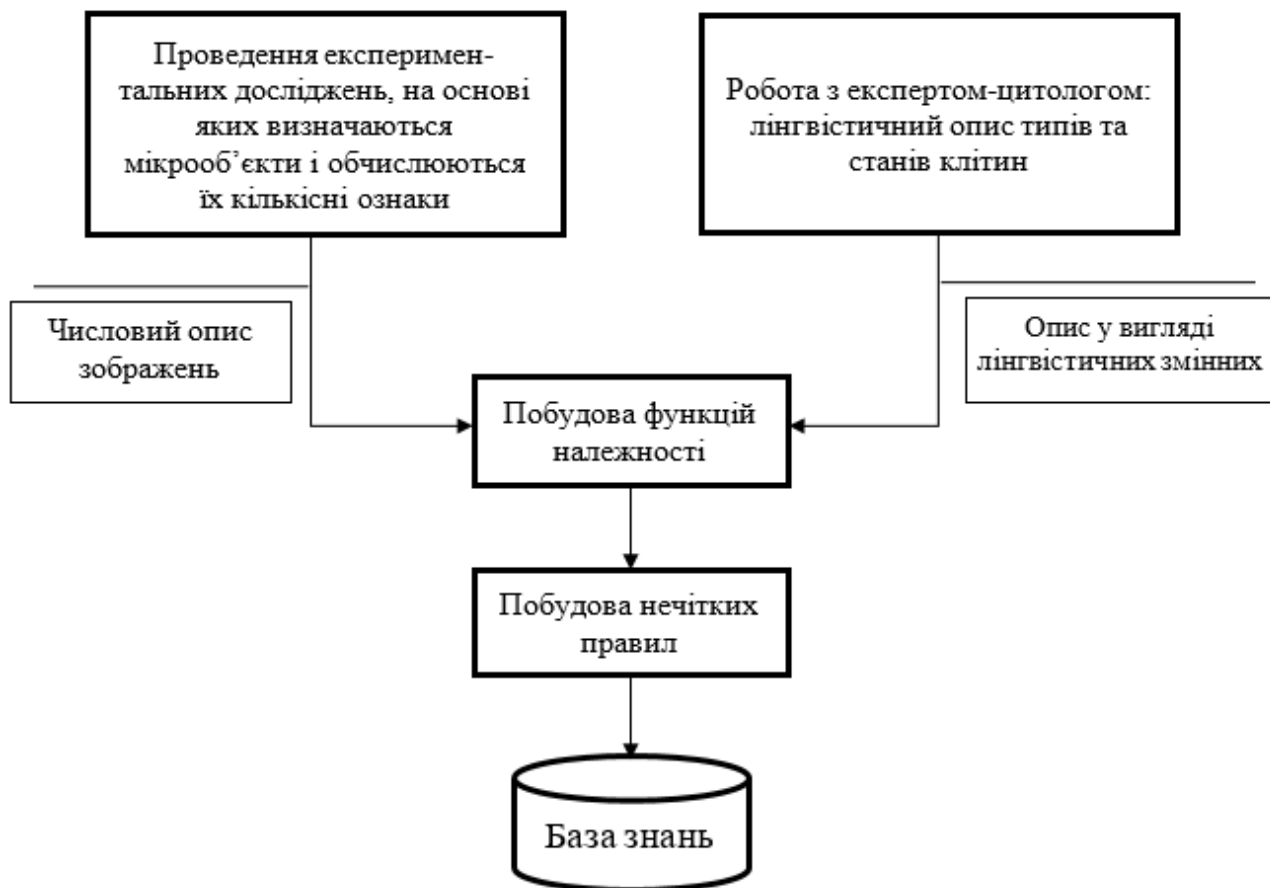 Проведення експеримен-
тальних досліджень, на основі
яких визначаються
мікрооб’єкти і обчислюються
їх кількісні ознаки
Робота з експертом-цитологом:
лінгвістичний опис типів та
станів клітин
Числовий опис
зображень
Опис у вигляді
лінгвістичних змінних
Побудова функцій
належності
Побудова нечітких
правил
База знань